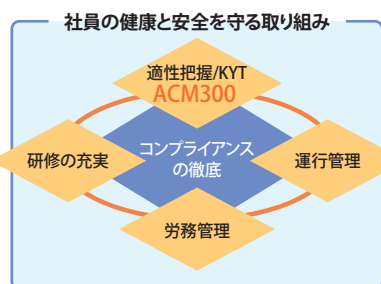 社員の健康と安全を守る取り組み
適性把握/KYT
ACM300
研修の充実
コンプライアンス
の徹底
運行管理
労務管理